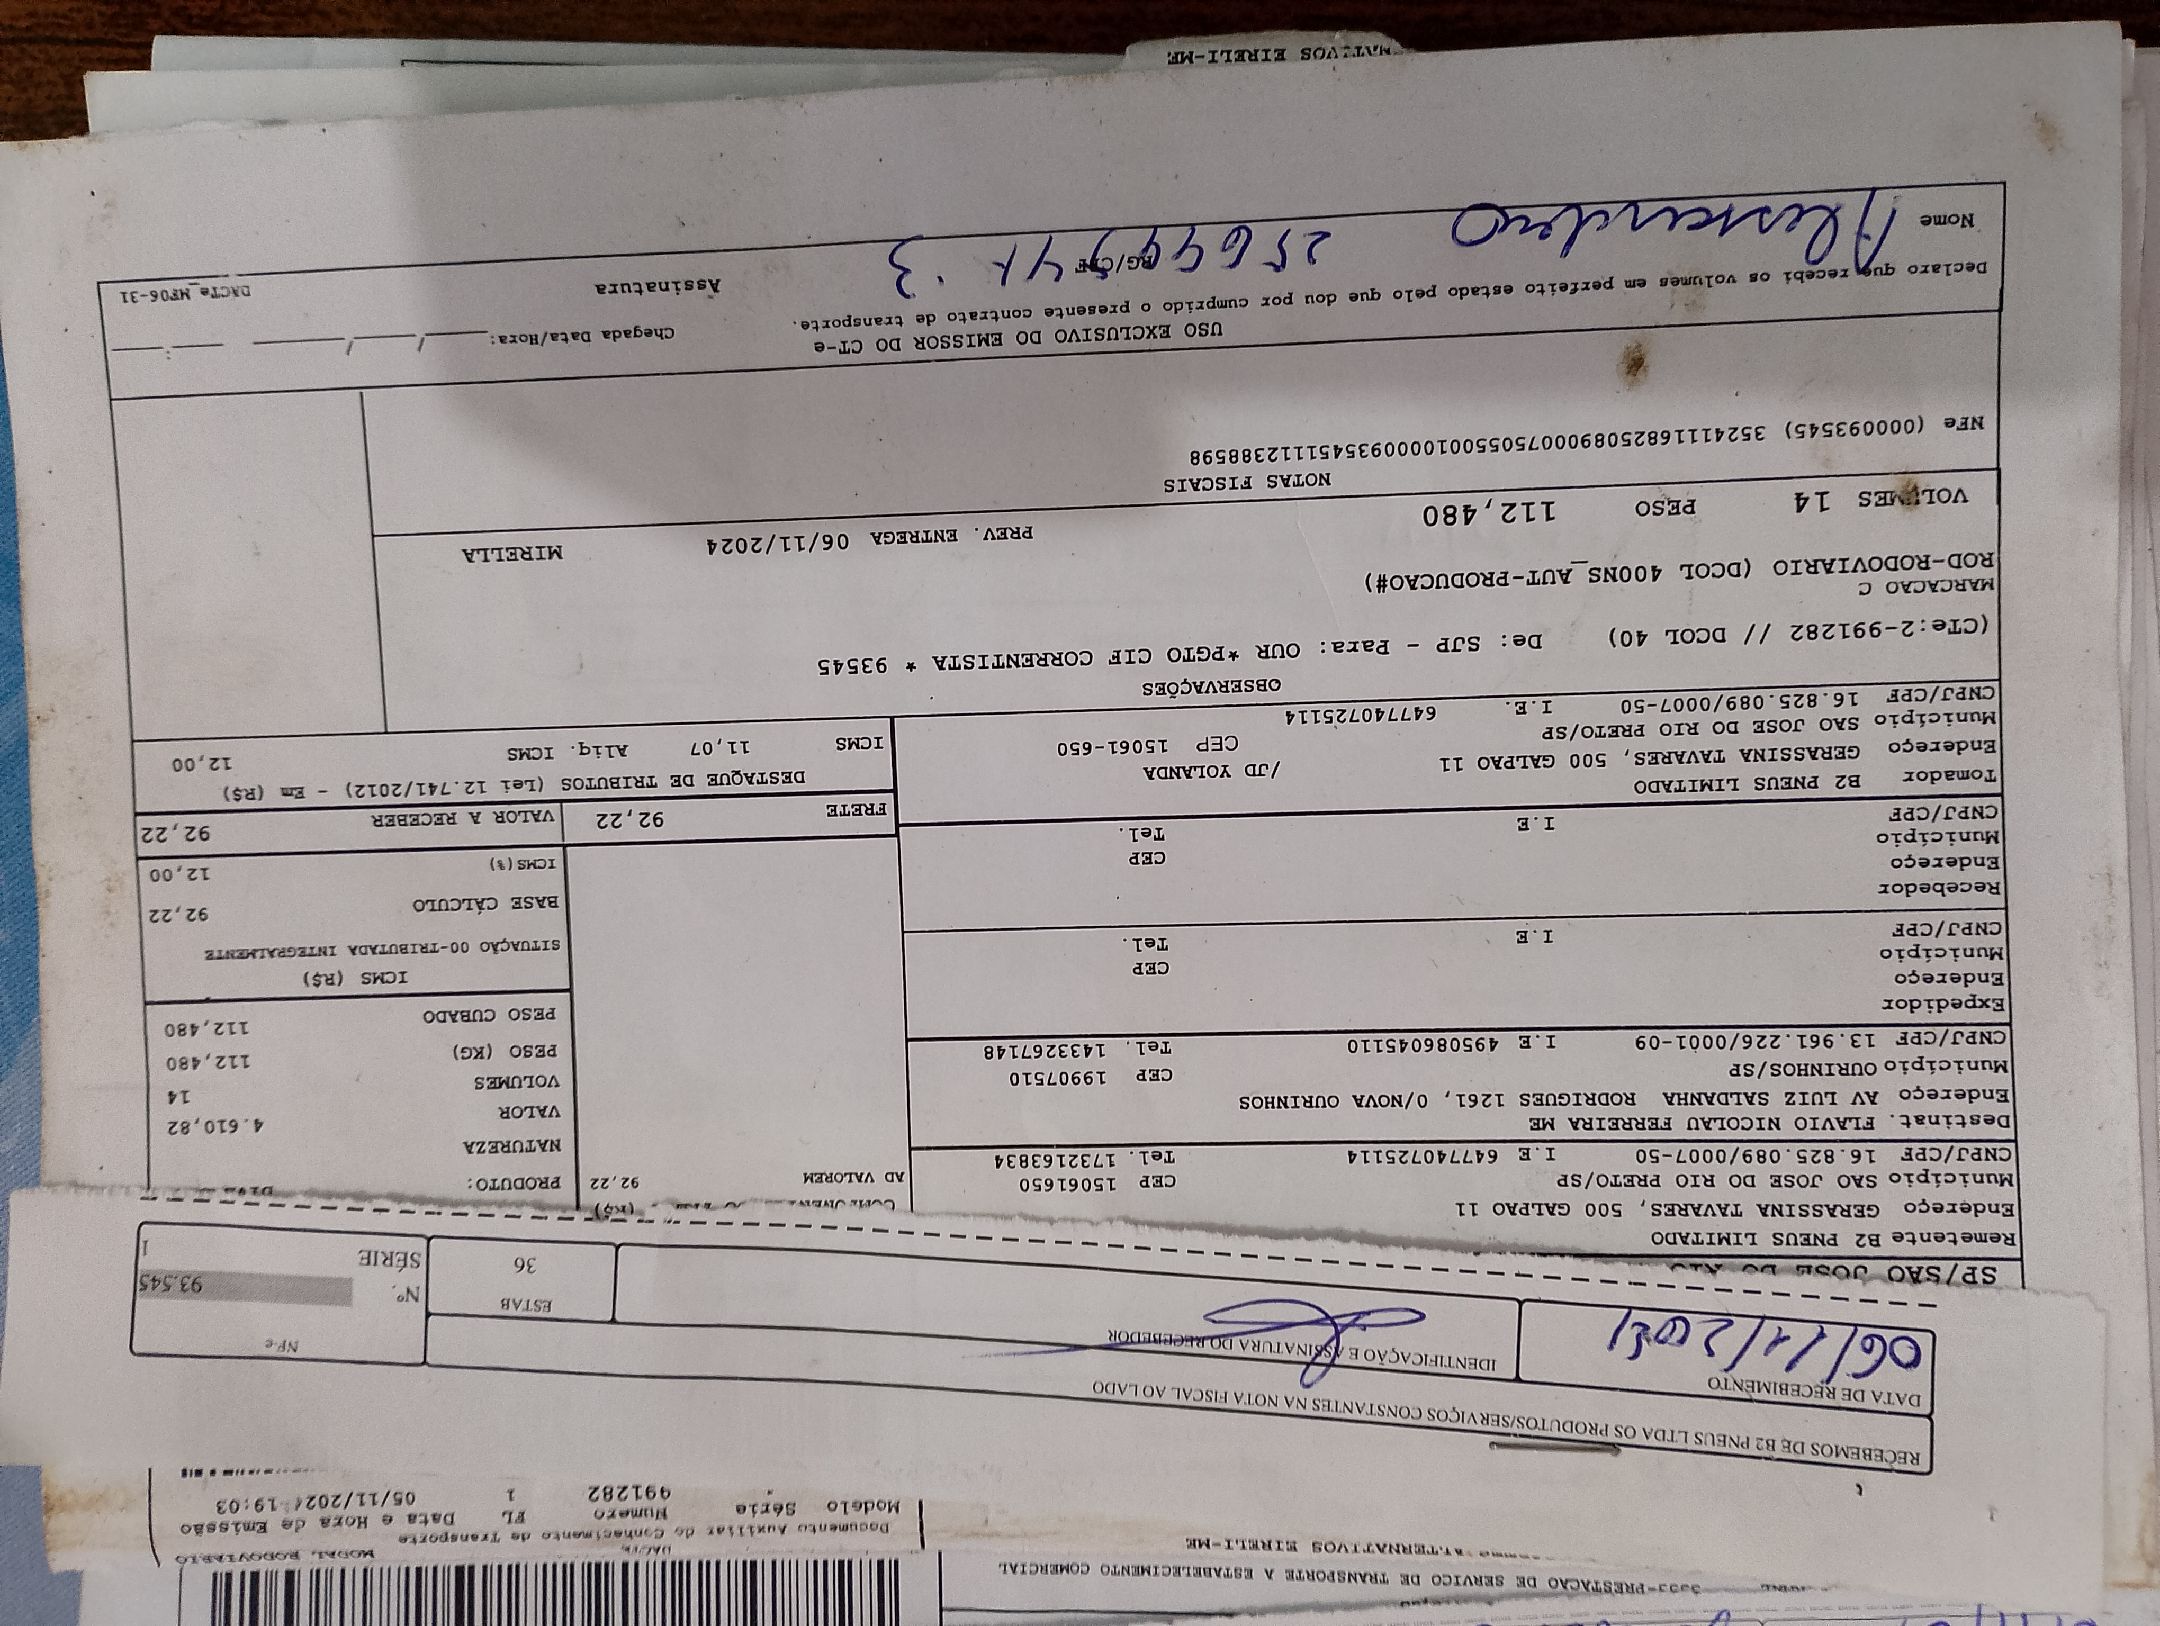 5353-PRESTACAO DE SERVICO DE TRANSPORTE A ESTABELECIMENTO COMERCIAL
ALTERNATIVOS EIRELI-ME
MODAL RODOVIARIO
Documento Auxiliar do Conhecimento de Transporte
Modelo Série Numero FL Data e Hora de Emissão
991282 1 05/11/2024 19:03
RECEBEMOS DE B2 PNEUS LTDA OS PRODUTOS/SERVIÇOS CONSTANTES NA NOTA FISCAL AO LADO
DATA DE RECEBIMENTO
06/11/2024
IDENTIFICAÇÃO E ASSINATURA DO RECEBEDOR
ESTAB
36
NF-e
Nº. 93.545
SÉRIE 1
SP/SAO JOSE DO RIO
Remetente B2 PNEUS LIMITADO
Endereço GERASSINA TAVARES, 500 GALPAO 11
Município SAO JOSE DO RIO PRETO/SP CEP 15061650
CNPJ/CPF 16.825.089/0007-50 I.E 647740725114 Tel. 1732163834
Destinat. FLAVIO NICOLAU FERREIRA ME
Endereço AV LUIZ SALDANHA RODRIGUES 1261, 0/NOVA OURINHOS
Município OURINHOS/SP CEP 19907510
CNPJ/CPF 13.961.226/0001-09 I.E 495086045110 Tel. 1433267148
Expedidor
Endereço
Município CEP
CNPJ/CPF I.E Tel.
Recebedor
Endereço
Município CEP
CNPJ/CPF I.E Tel.
Tomador B2 PNEUS LIMITADO /JD YOLANDA
Endereço GERASSINA TAVARES, 500 GALPAO 11
Município SAO JOSE DO RIO PRETO/SP CEP 15061-650
CNPJ/CPF 16.825.089/0007-50 I.E. 647740725114
(R$)
AD VALOREM 92,22
FRETE 92,22
PRODUTO:
NATUREZA
VALOR 4.610,82
VOLUMES 14
PESO (KG) 112,480
PESO CUBADO 112,480
ICMS (R$)
SITUAÇÃO 00-TRIBUTADA INTEGRALMENTE
BASE CÁLCULO 92,22
ICMS(%) 12,00
VALOR A RECEBER 92,22
DESTAQUE DE TRIBUTOS (Lei 12.741/2012) - Em (R$)
ICMS 11,07 Aliq. ICMS 12,00
OBSERVAÇÕES
(CTe:2-991282 // DCOL 40) De: SJP - Para: OUR *PGTO CIF CORRENTISTA * 93545
MARCACAO C
ROD-RODOVIARIO (DCOL 400NS_AUT-PRODUCAO#)
VOLUMES 14 PESO 112,480 PREV. ENTREGA 06/11/2024 MIRELLA
NOTAS FISCAIS
NFe (000093545) 35241116825089000750550010000935451112388598
USO EXCLUSIVO DO EMISSOR DO CT-e
Declaro que recebi os volumes em perfeito estado pelo que dou por cumprido o presente contrato de transporte.
Chegada Data/Hora: ____/____/____ ____:____
Nome RG/CPF Assinatura
DACTe_MF06-31